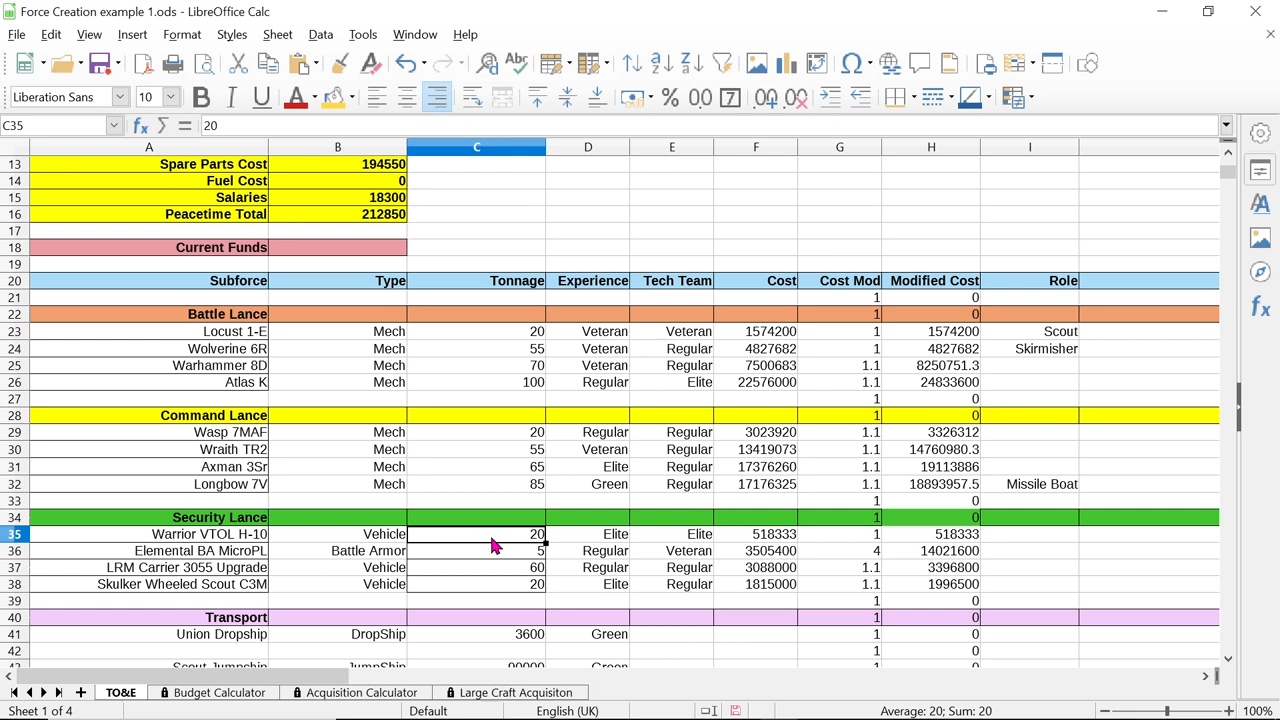 Force Creation example 1.ods - LibreOffice Calc
File Edit View Insert Format Styles Sheet Data Tools Window Help
Liberation Sans 10
C35 20
A B C D E F G H I
13 Spare Parts Cost 194550
14 Fuel Cost 0
15 Salaries 18300
16 Peacetime Total 212850
17
18 Current Funds
19
20 Subforce Type Tonnage Experience Tech Team Cost Cost Mod Modified Cost Role
21 1 0
22 Battle Lance 1 0
23 Locust 1-E Mech 20 Veteran Veteran 1574200 1 1574200 Scout
24 Wolverine 6R Mech 55 Veteran Regular 4827682 1 4827682 Skirmisher
25 Warhammer 8D Mech 70 Veteran Regular 7500683 1.1 8250751.3
26 Atlas K Mech 100 Regular Elite 22576000 1.1 24833600
27 1 0
28 Command Lance 1 0
29 Wasp 7MAF Mech 20 Regular Regular 3023920 1.1 3326312
30 Wraith TR2 Mech 55 Veteran Regular 13419073 1.1 14760980.3
31 Axman 3Sr Mech 65 Elite Regular 17376260 1.1 19113886
32 Longbow 7V Mech 85 Green Regular 17176325 1.1 18893957.5 Missile Boat
33 1 0
34 Security Lance 1 0
35 Warrior VTOL H-10 Vehicle 20 Elite Elite 518333 1 518333
36 Elemental BA MicroPL Battle Armor 5 Regular Veteran 3505400 4 14021600
37 LRM Carrier 3055 Upgrade Vehicle 60 Regular Regular 3088000 1.1 3396800
38 Skulker Wheeled Scout C3M Vehicle 20 Elite Regular 1815000 1.1 1996500
39 1 0
40 Transport 1 0
41 Union Dropship DropShip 3600 Green 1 0
42 1 0
43 Scout Jumpship JumpShip 90000 Green 1 0
TO&E Budget Calculator Acquisition Calculator Large Craft Acquisiton
Sheet 1 of 4 Default English (UK) Average: 20; Sum: 20 100%